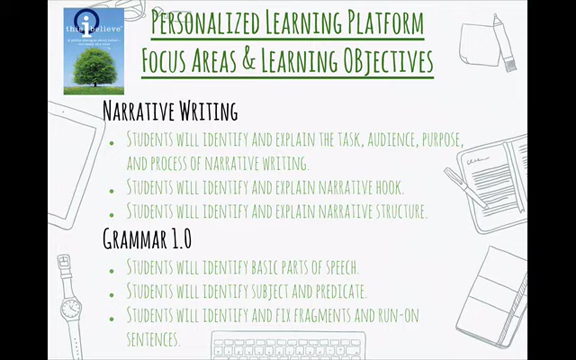 Personalized Learning Platform
Focus Areas & Learning Objectives
this i believe
Narrative Writing
Students will identify and explain the task, audience, purpose,
and process of narrative writing.
Students will identify and explain narrative hook.
Students will identify and explain narrative structure.
Grammar 1.0
Students will identify basic parts of speech.
Students will identify subject and predicate.
Students will identify and fix fragments and run-on
sentences.